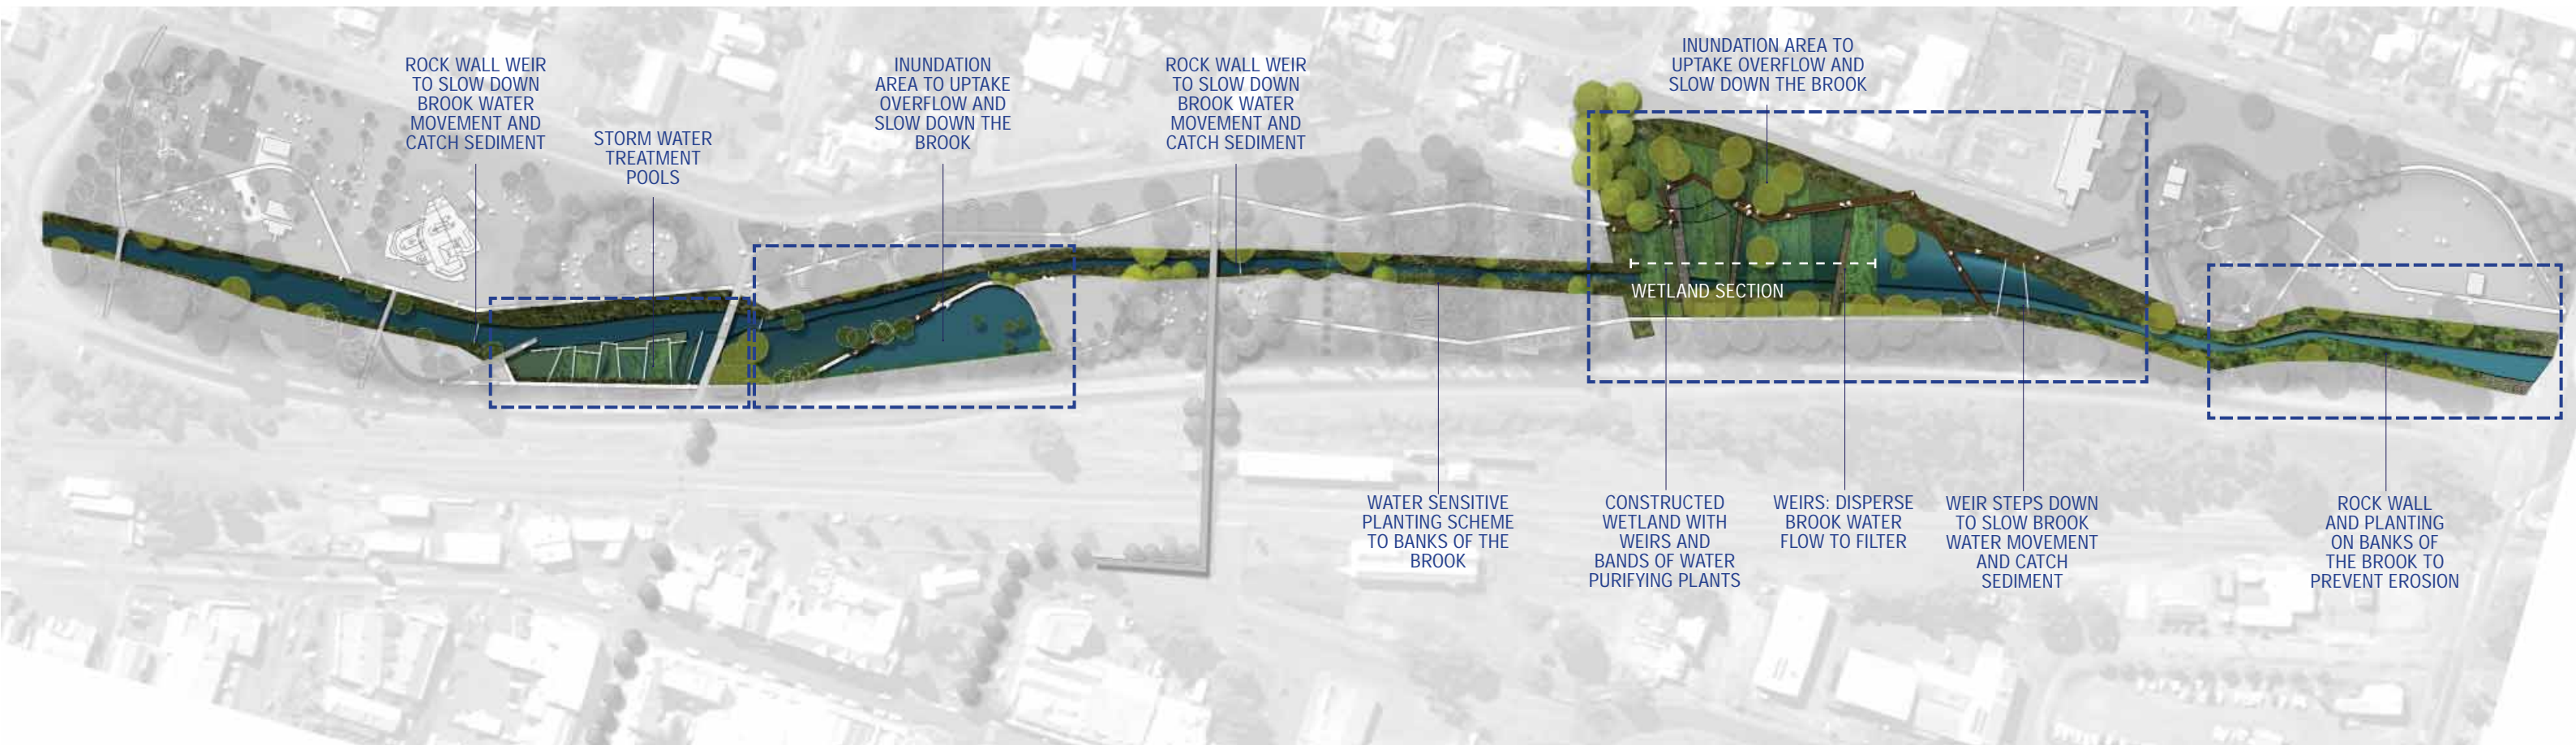 ROCK WALL WEIR
TO SLOW DOWN
BROOK WATER
MOVEMENT AND
CATCH SEDIMENT
STORM WATER
TREATMENT
POOLS
INUNDATION
AREA TO UPTAKE
OVERFLOW AND
SLOW DOWN THE
BROOK
ROCK WALL WEIR
TO SLOW DOWN
BROOK WATER
MOVEMENT AND
CATCH SEDIMENT
INUNDATION AREA TO
UPTAKE OVERFLOW AND
SLOW DOWN THE BROOK
WETLAND SECTION
WATER SENSITIVE
PLANTING SCHEME
TO BANKS OF THE
BROOK
CONSTRUCTED
WETLAND WITH
WEIRS AND
BANDS OF WATER
PURIFYING PLANTS
WEIRS: DISPERSE
BROOK WATER
FLOW TO FILTER
WEIR STEPS DOWN
TO SLOW BROOK
WATER MOVEMENT
AND CATCH
SEDIMENT
ROCK WALL
AND PLANTING
ON BANKS OF
THE BROOK TO
PREVENT EROSION